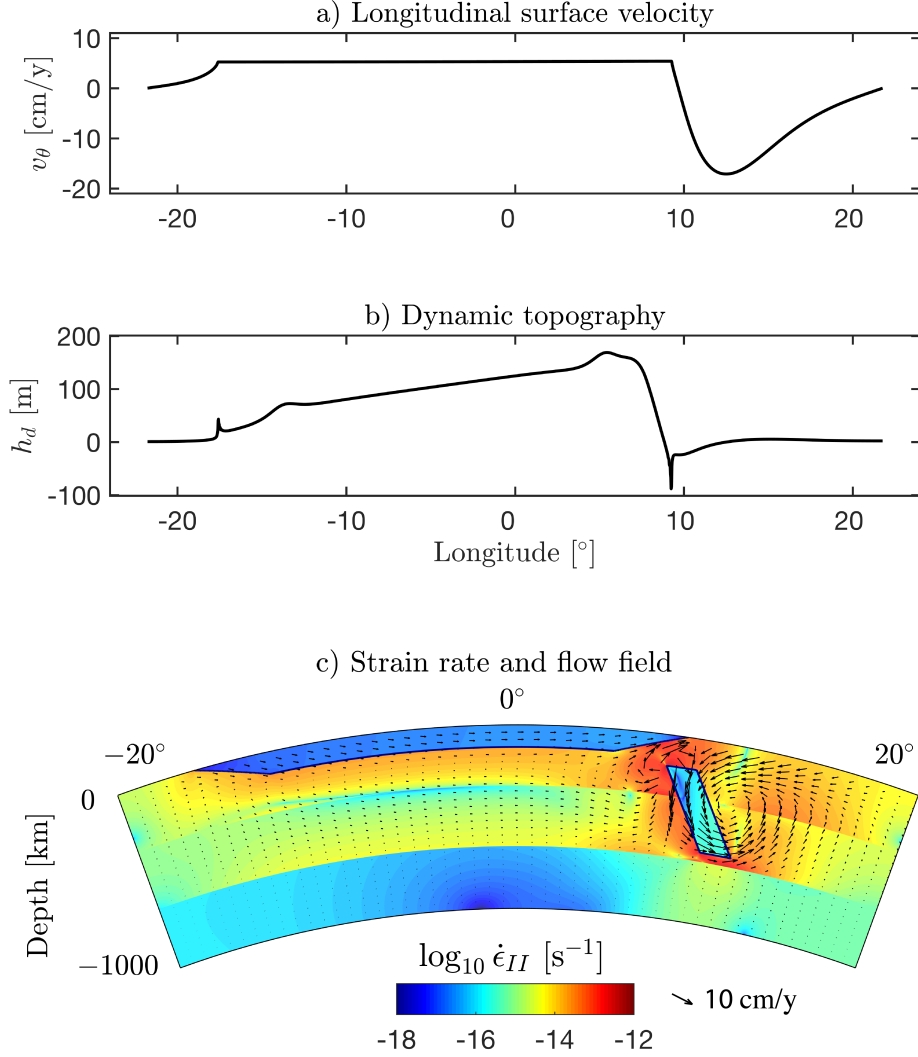 a) Longitudinal surface velocity
10
0
-10
-20
v_θ [cm/y]
-20 -10 0 10 20
b) Dynamic topography
200
100
0
-100
h_d [m]
-20 -10 0 10 20
Longitude [°]
c) Strain rate and flow field
0°
−20° 20°
0
Depth [km]
−1000
log₁₀ ε̇_II [s⁻¹]
10 cm/y
-18 -16 -14 -12